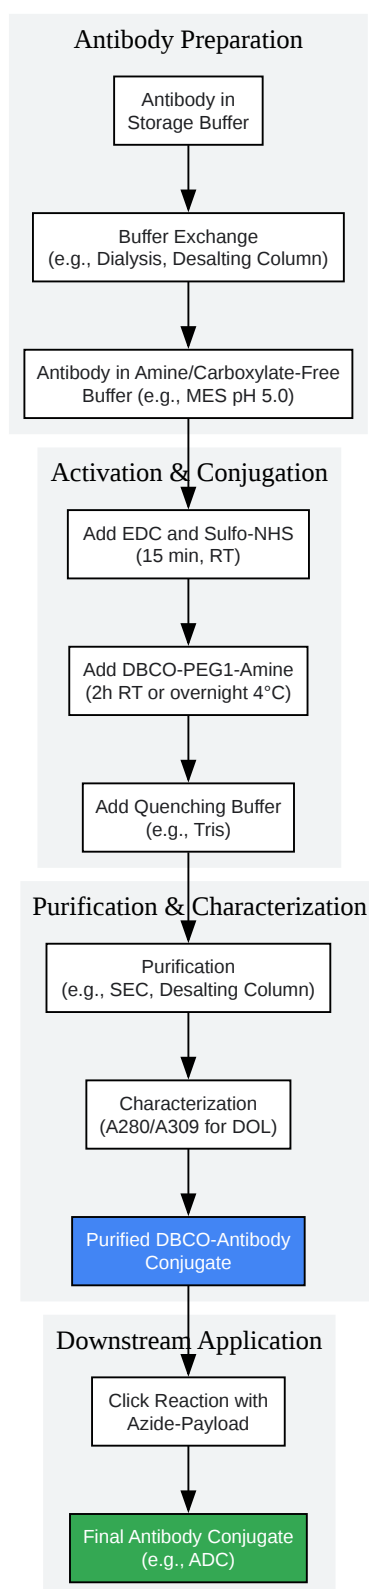 Antibody Preparation
Antibody in
Storage Buffer
Buffer Exchange
(e.g., Dialysis, Desalting Column)
Antibody in Amine/Carboxylate-Free
Buffer (e.g., MES pH 5.0)
Activation & Conjugation
Add EDC and Sulfo-NHS
(15 min, RT)
Add DBCO-PEG1-Amine
(2h RT or overnight 4°C)
Add Quenching Buffer
(e.g., Tris)
Purification & Characterization
Purification
(e.g., SEC, Desalting Column)
Characterization
(A280/A309 for DOL)
Purified DBCO-Antibody
Conjugate
Downstream Application
Click Reaction with
Azide-Payload
Final Antibody Conjugate
(e.g., ADC)